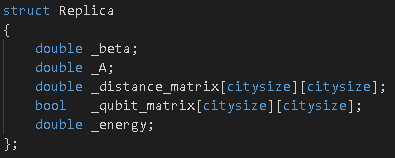 struct Replica
{
    double _beta;
    double _A;
    double _distance_matrix[citysize][citysize];
    bool   _qubit_matrix[citysize][citysize];
    double _energy;
};